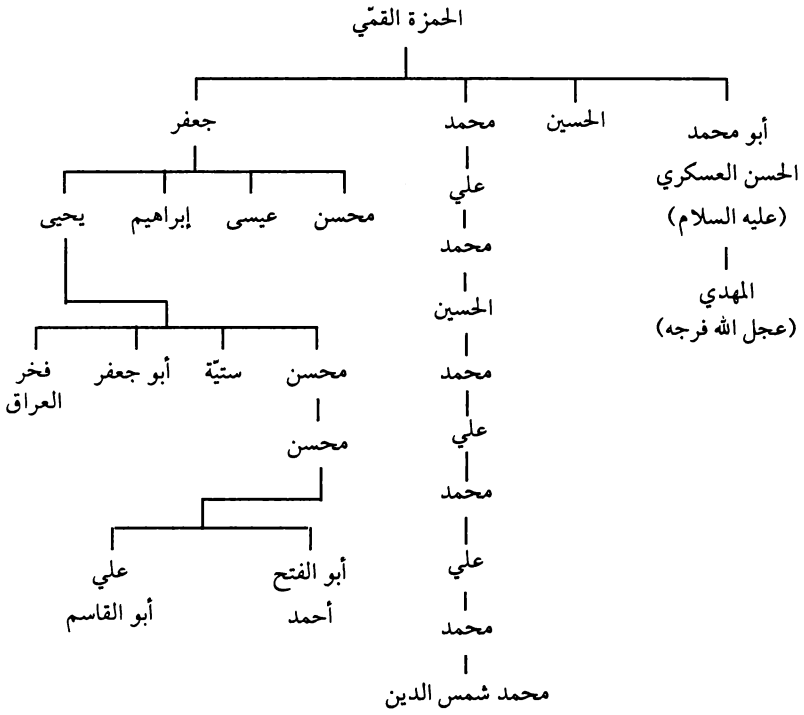 الحمزة القمّي
أبو محمد
الحسن العسكري
(عليه السلام)
المهدي
(عجل الله فرجه)
الحسين
محمد
علي
محمد
الحسين
محمد
علي
محمد
علي
محمد
محمد شمس الدين
جعفر
محسن
عيسى
إبراهيم
يحيى
محسن
ستيّة
أبو جعفر
فخر
العراق
محسن
أبو الفتح
أحمد
علي
أبو القاسم